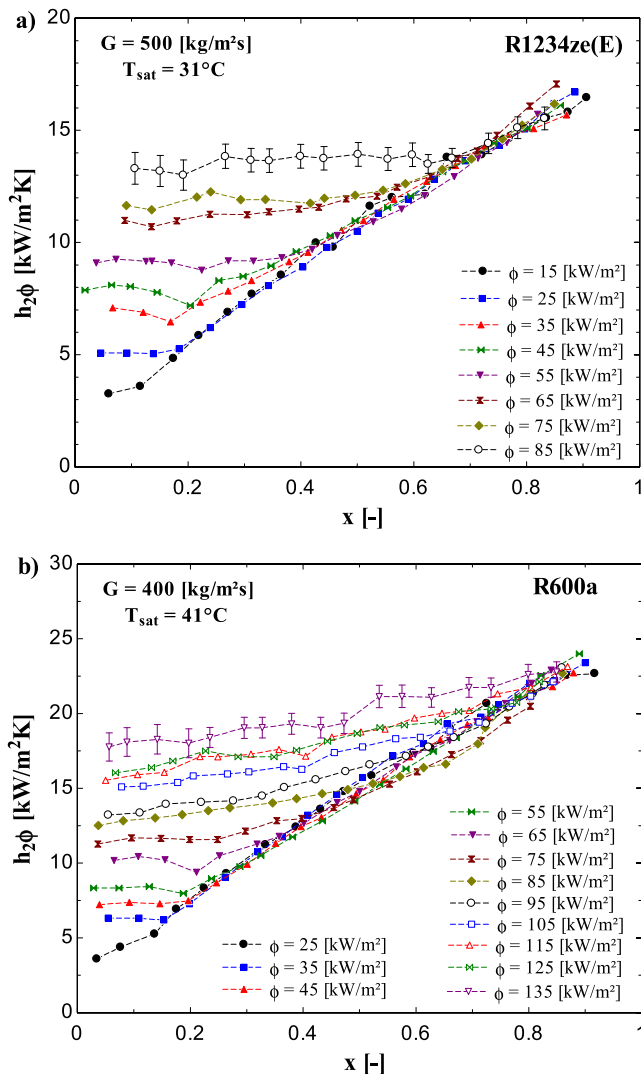 a)
G = 500 [kg/m²s]
T_sat = 31°C
R1234ze(E)
20
15
10
5
0
h₂ϕ [kW/m²K]
ϕ = 15 [kW/m²]
ϕ = 25 [kW/m²]
ϕ = 35 [kW/m²]
ϕ = 45 [kW/m²]
ϕ = 55 [kW/m²]
ϕ = 65 [kW/m²]
ϕ = 75 [kW/m²]
ϕ = 85 [kW/m²]
0 0.2 0.4 0.6 0.8 1
x [-]
b)
G = 400 [kg/m²s]
T_sat = 41°C
R600a
30
25
20
15
10
5
0
h₂ϕ [kW/m²K]
ϕ = 25 [kW/m²]
ϕ = 35 [kW/m²]
ϕ = 45 [kW/m²]
ϕ = 55 [kW/m²]
ϕ = 65 [kW/m²]
ϕ = 75 [kW/m²]
ϕ = 85 [kW/m²]
ϕ = 95 [kW/m²]
ϕ = 105 [kW/m²]
ϕ = 115 [kW/m²]
ϕ = 125 [kW/m²]
ϕ = 135 [kW/m²]
0 0.2 0.4 0.6 0.8 1
x [-]